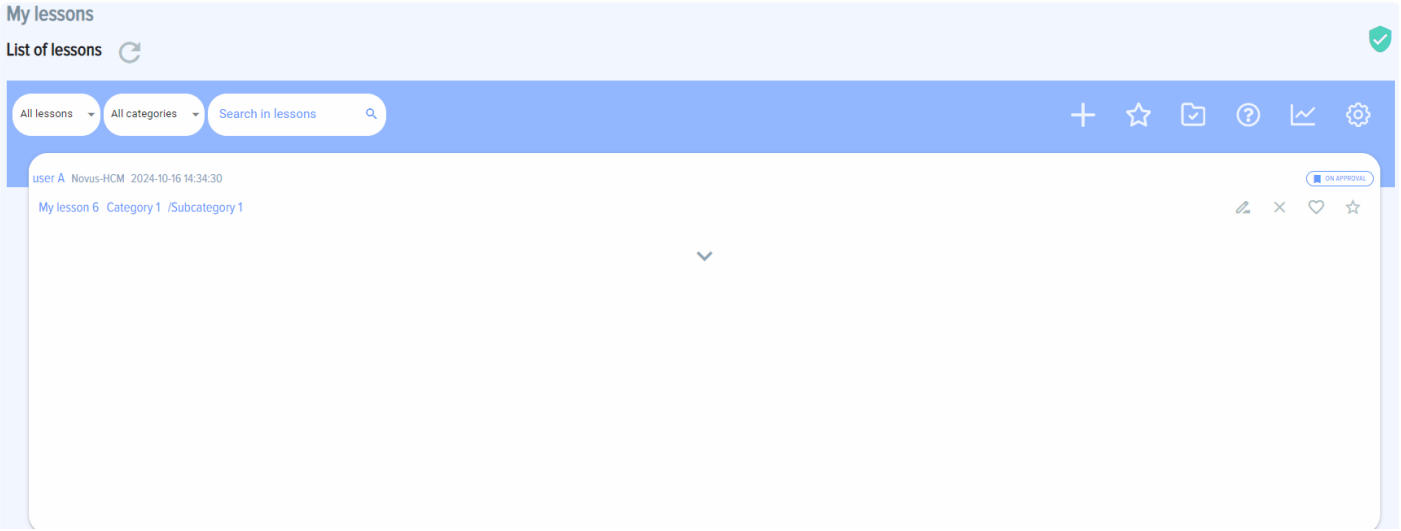 My lessons
List of lessons
All lessons All categories Search in lessons
user A Novus-HCM 2024-10-16 14:34:30 ON APPROVAL
My lesson 6 Category 1 /Subcategory 1